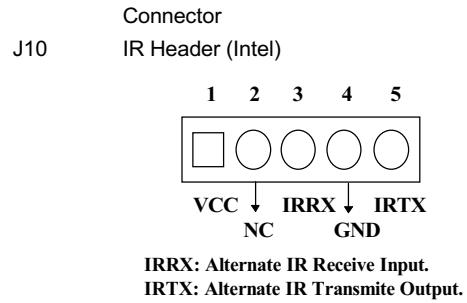 Connector
J10 IR Header (Intel)
1 2 3 4 5
VCC IRRX IRTX
NC GND
IRRX: Alternate IR Receive Input.
IRTX: Alternate IR Transmite Output.